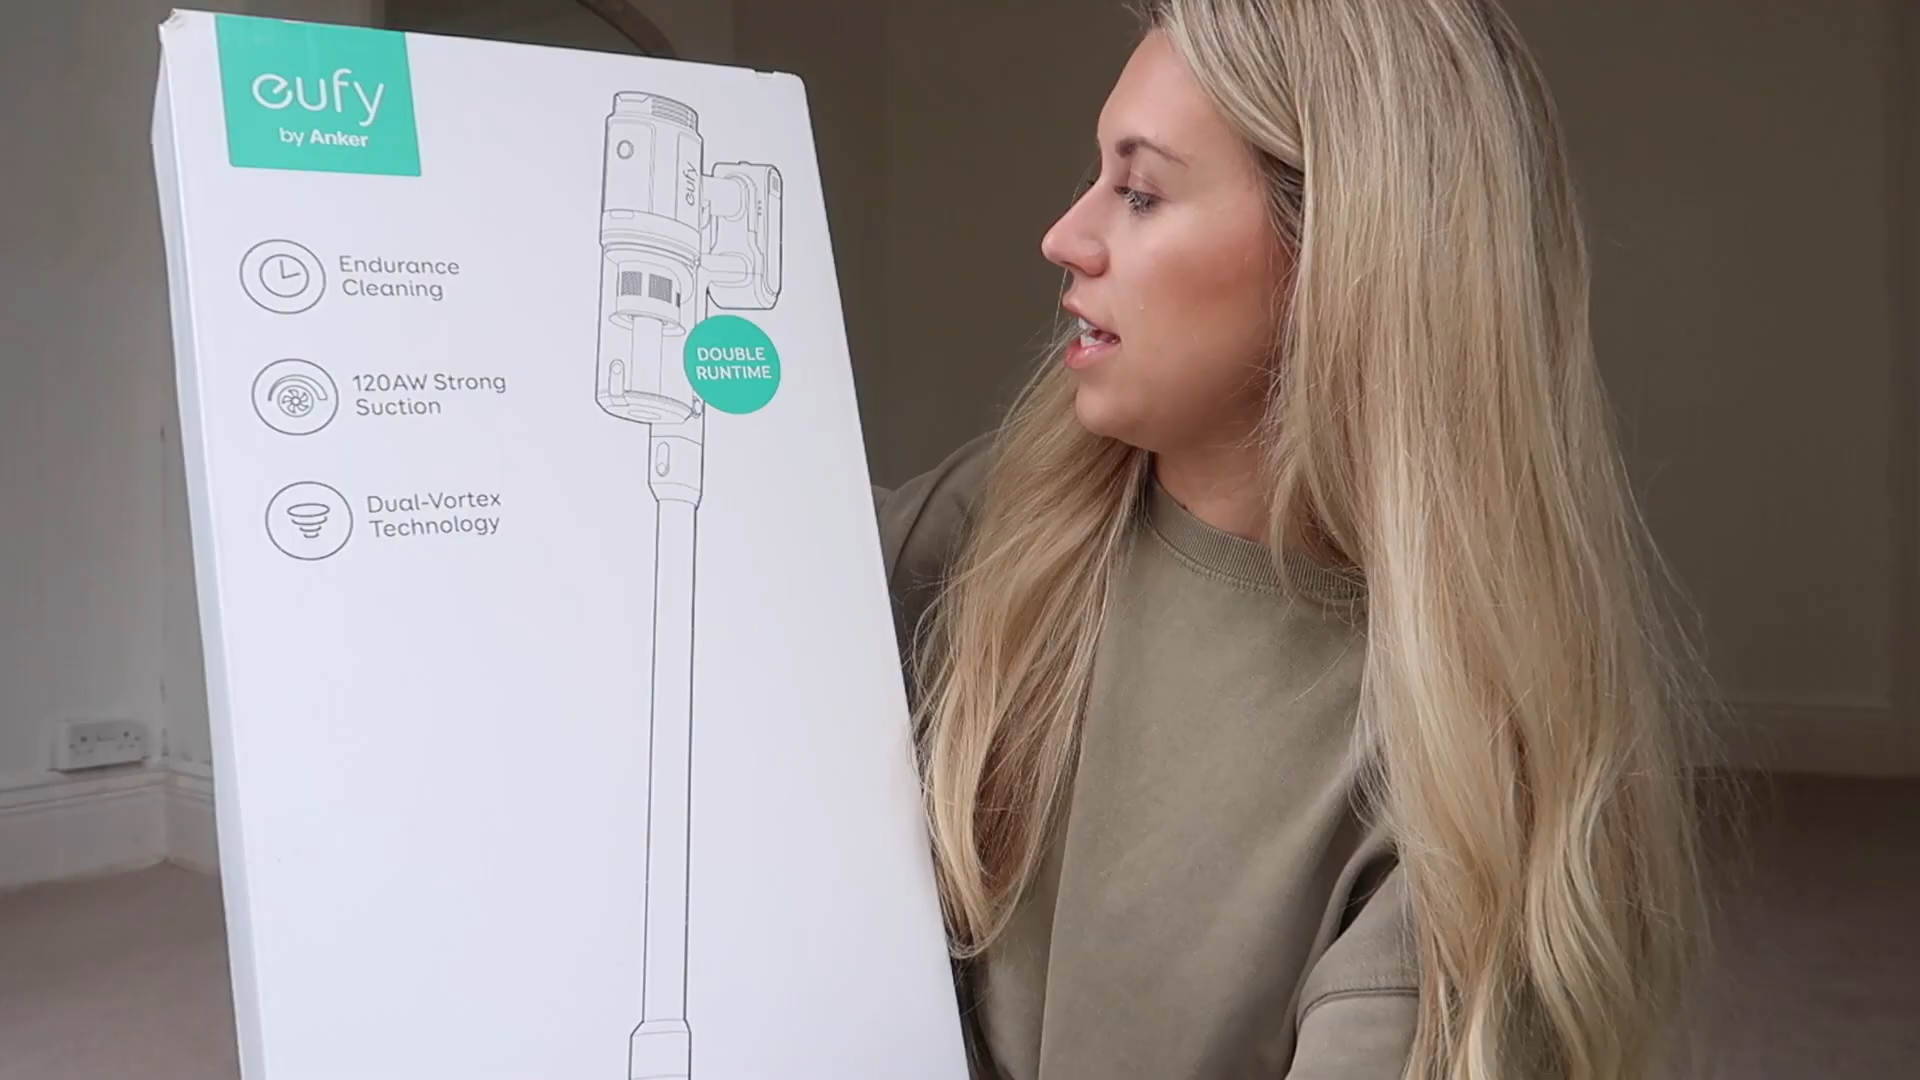 eufy
by Anker
eufy
Endurance
Cleaning
DOUBLE
RUNTIME
120AW Strong
Suction
Dual-Vortex
Technology